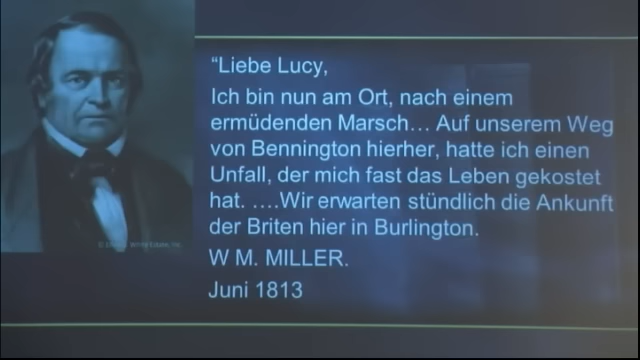 “Liebe Lucy,
Ich bin nun am Ort, nach einem
ermüdenden Marsch… Auf unserem Weg
von Bennington hierher, hatte ich einen
Unfall, der mich fast das Leben gekostet
hat. ….Wir erwarten stündlich die Ankunft
der Briten hier in Burlington.
W M. MILLER.
Juni 1813